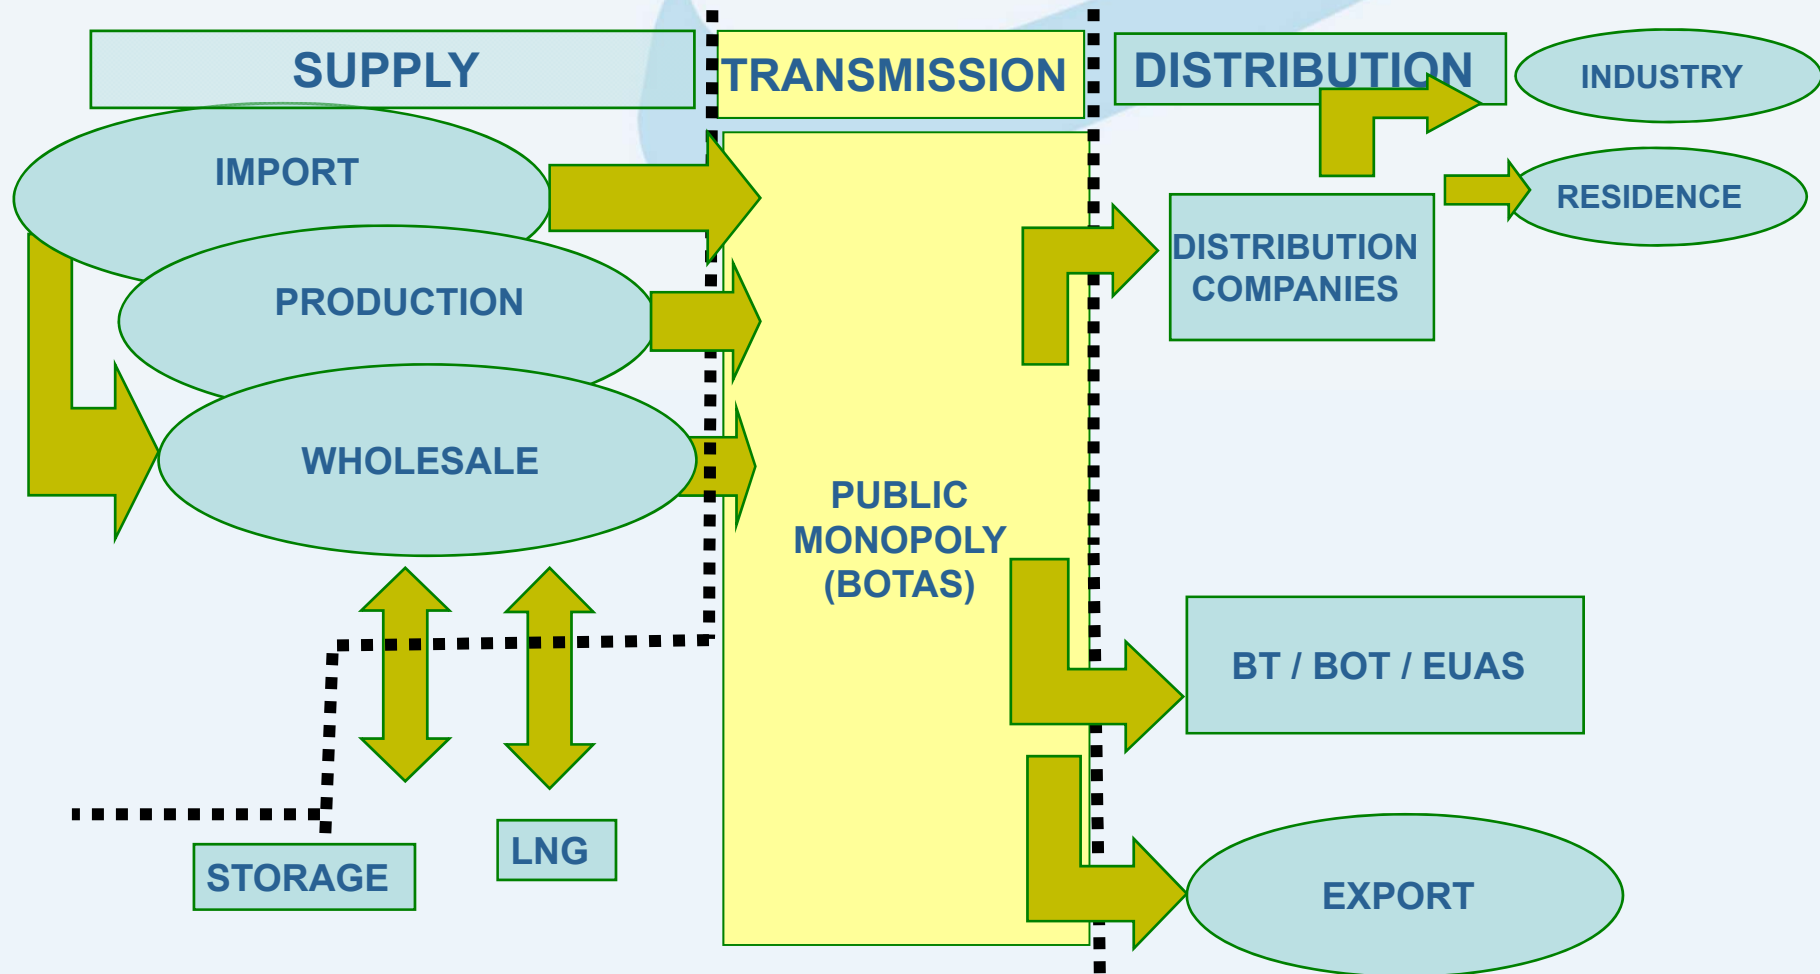 SUPPLY
TRANSMISSION
DISTRIBUTION
INDUSTRY
IMPORT
RESIDENCE
PRODUCTION
DISTRIBUTION
COMPANIES
WHOLESALE
PUBLIC
MONOPOLY
(BOTAS)
BT / BOT / EUAS
STORAGE
LNG
EXPORT